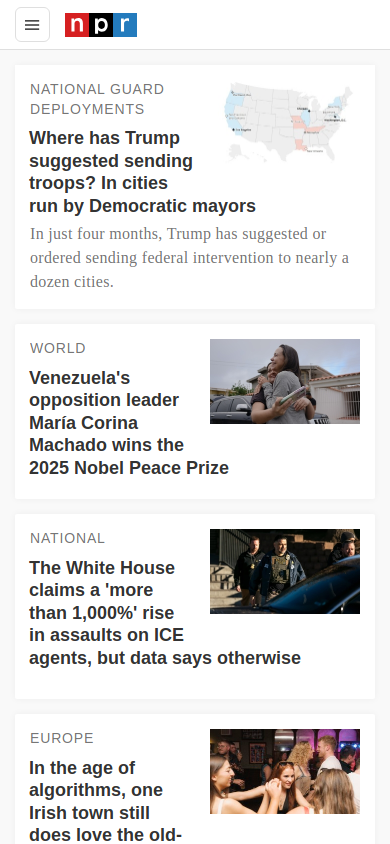 npr
NATIONAL GUARD
DEPLOYMENTS
Where has Trump
suggested sending
troops? In cities
run by Democratic mayors
In just four months, Trump has suggested or
ordered sending federal intervention to nearly a
dozen cities.
WORLD
Venezuela's
opposition leader
María Corina
Machado wins the
2025 Nobel Peace Prize
NATIONAL
The White House
claims a 'more
than 1,000%' rise
in assaults on ICE
agents, but data says otherwise
EUROPE
In the age of
algorithms, one
Irish town still
does love the old-